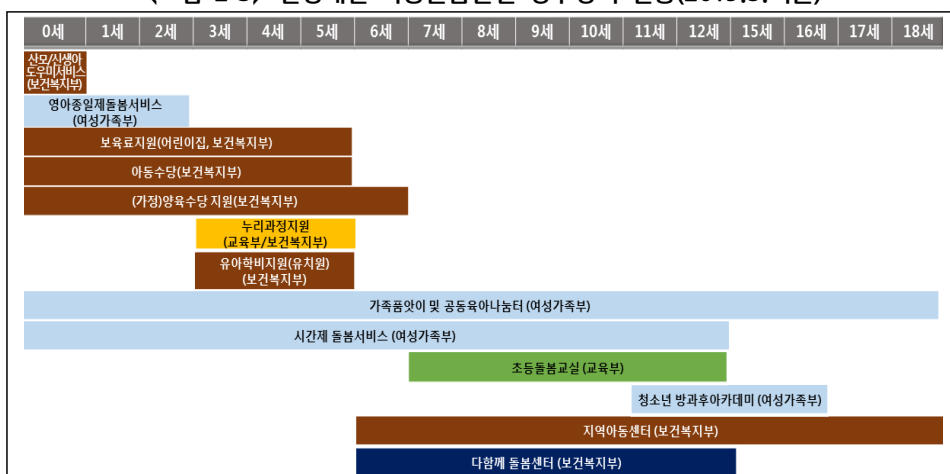 0세 1세 2세 3세 4세 5세 6세 7세 8세 9세 10세 11세 12세 15세 16세 17세 18세
산모/신생아
도우미서비스
(보건복지부)
영아종일제돌봄서비스
(여성가족부)
보육료지원(어린이집, 보건복지부)
아동수당(보건복지부)
(가정)양육수당 지원(보건복지부)
누리과정지원
(교육부/보건복지부)
유아학비지원(유치원)
(보건복지부)
가족품앗이 및 공동육아나눔터 (여성가족부)
시간제 돌봄서비스 (여성가족부)
초등돌봄교실 (교육부)
청소년 방과후아카데미 (여성가족부)
지역아동센터 (보건복지부)
다함께 돌봄센터 (보건복지부)